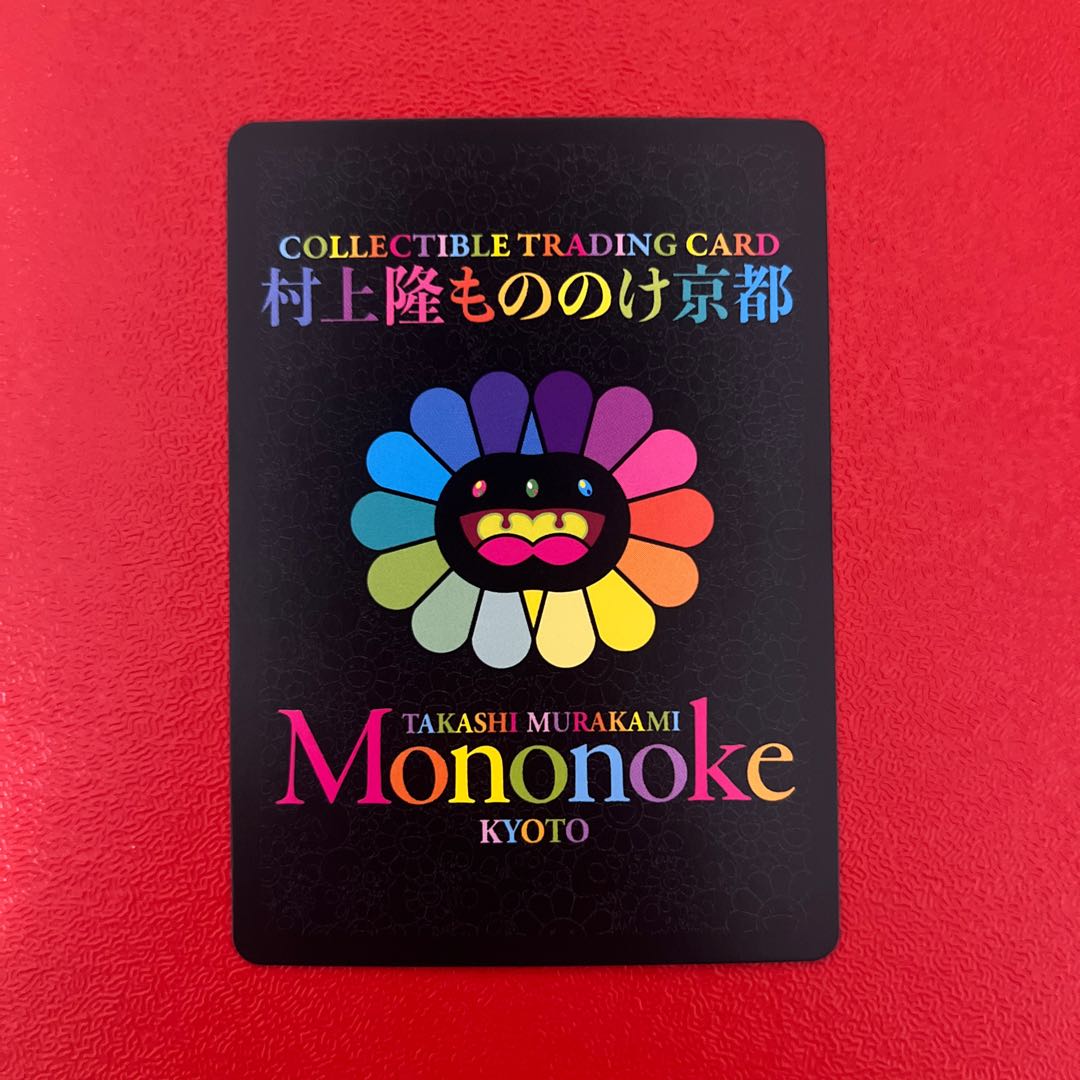 COLLECTIBLE TRADING CARD
村上隆もののけ京都
TAKASHI MURAKAMI
Mononoke
KYOTO